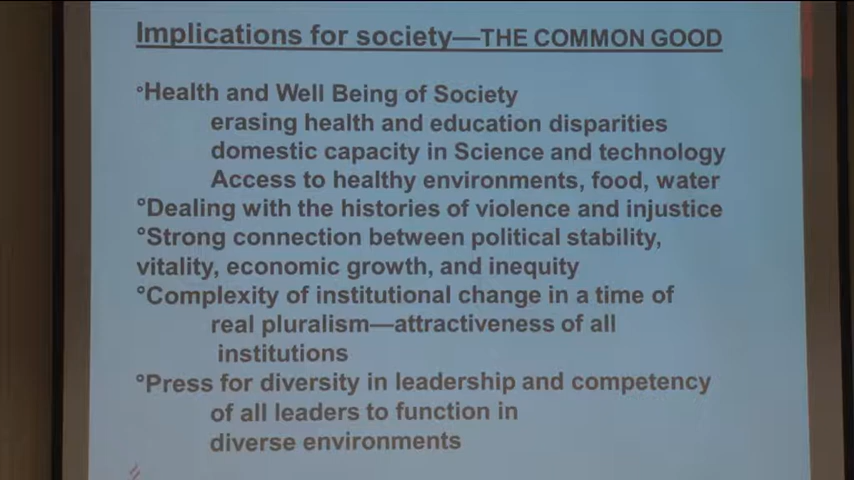 Implications for society—THE COMMON GOOD
°Health and Well Being of Society
erasing health and education disparities
domestic capacity in Science and technology
Access to healthy environments, food, water
°Dealing with the histories of violence and injustice
°Strong connection between political stability,
vitality, economic growth, and inequity
°Complexity of institutional change in a time of
real pluralism—attractiveness of all
institutions
°Press for diversity in leadership and competency
of all leaders to function in
diverse environments